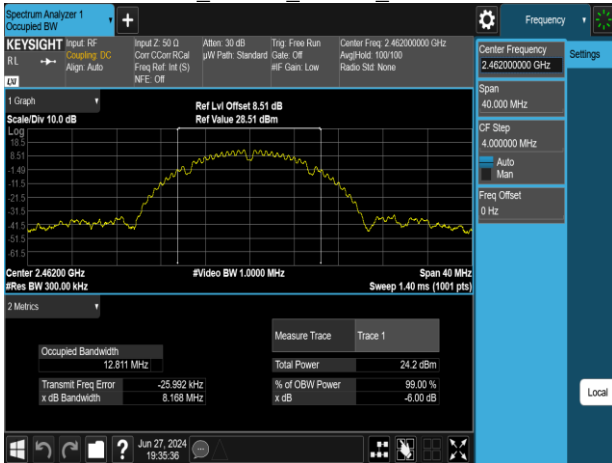 Spectrum Analyzer 1
Occupied BW
Frequency
KEYSIGHT
RL
LXI
Input: RF
Coupling: DC
Align: Auto
Input Z: 50 Ω
Corr CCorr RCal
Freq Ref: Int (S)
NFE: Off
Atten: 30 dB
µW Path: Standard
Trig: Free Run
Gate: Off
#IF Gain: Low
Center Freq: 2.462000000 GHz
Avg|Hold: 100/100
Radio Std: None
Center Frequency
2.462000000 GHz
Settings
Span
40.000 MHz
CF Step
4.000000 MHz
Auto
Man
Freq Offset
0 Hz
Local
1 Graph
Scale/Div 10.0 dB
Ref Lvl Offset 8.51 dB
Ref Value 28.51 dBm
Log
18.5
8.51
-1.49
-11.5
-21.5
-31.5
-41.5
-51.5
-61.5
Center 2.46200 GHz
#Video BW 1.0000 MHz
Span 40 MHz
#Res BW 300.00 kHz
Sweep 1.40 ms (1001 pts)
2 Metrics
Measure Trace
Trace 1
Occupied Bandwidth
12.811 MHz
Total Power
24.2 dBm
Transmit Freq Error
-25.992 kHz
% of OBW Power
99.00 %
x dB Bandwidth
8.168 MHz
x dB
-6.00 dB
Jun 27, 2024
19:35:36